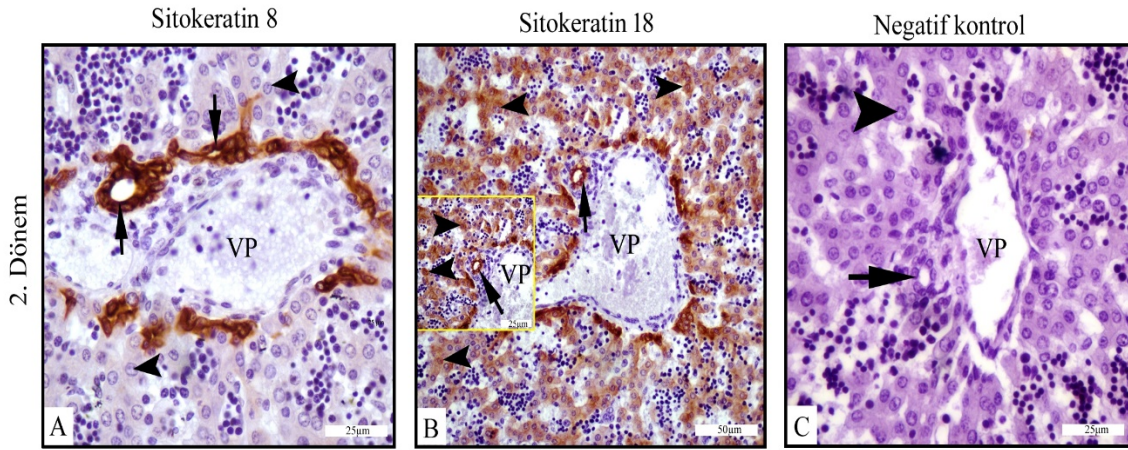 Sitokeratin 8
Sitokeratin 18
Negatif kontrol
2. Dönem
VP
A
25µm
VP
VP
25µm
B
50µm
VP
C
25µm